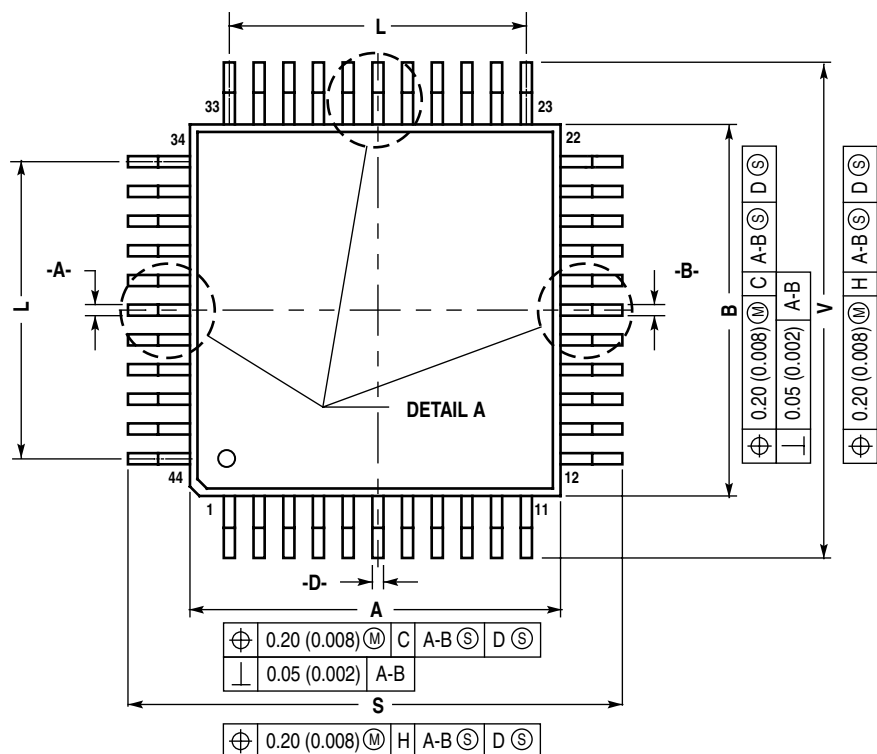 L
33
23
34
22
-A-
-B-
L
B
V
⌖ 0.20 (0.008) Ⓜ C A-B Ⓢ D Ⓢ
⊥ 0.05 (0.002) A-B
⌖ 0.20 (0.008) Ⓜ H A-B Ⓢ D Ⓢ
DETAIL A
44
12
1
11
-D-
A
⌖ 0.20 (0.008) Ⓜ C A-B Ⓢ D Ⓢ
⊥ 0.05 (0.002) A-B
S
⌖ 0.20 (0.008) Ⓜ H A-B Ⓢ D Ⓢ